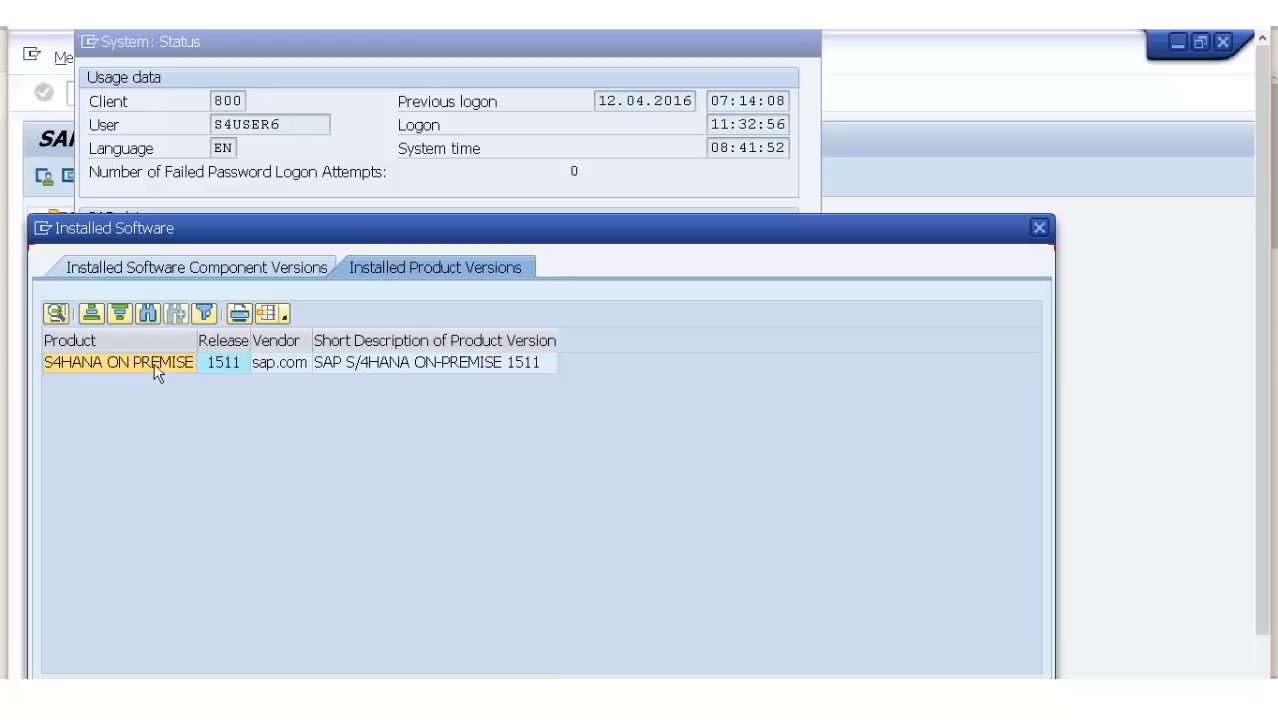 System: Status
Me
Usage data
Client 800 Previous logon 12.04.2016 07:14:08
User S4USER6 Logon 11:32:56
SAP
Language EN System time 08:41:52
Number of Failed Password Logon Attempts: 0
Installed Software
Installed Software Component Versions Installed Product Versions
Product Release Vendor Short Description of Product Version
S4HANA ON PREMISE 1511 sap.com SAP S/4HANA ON-PREMISE 1511